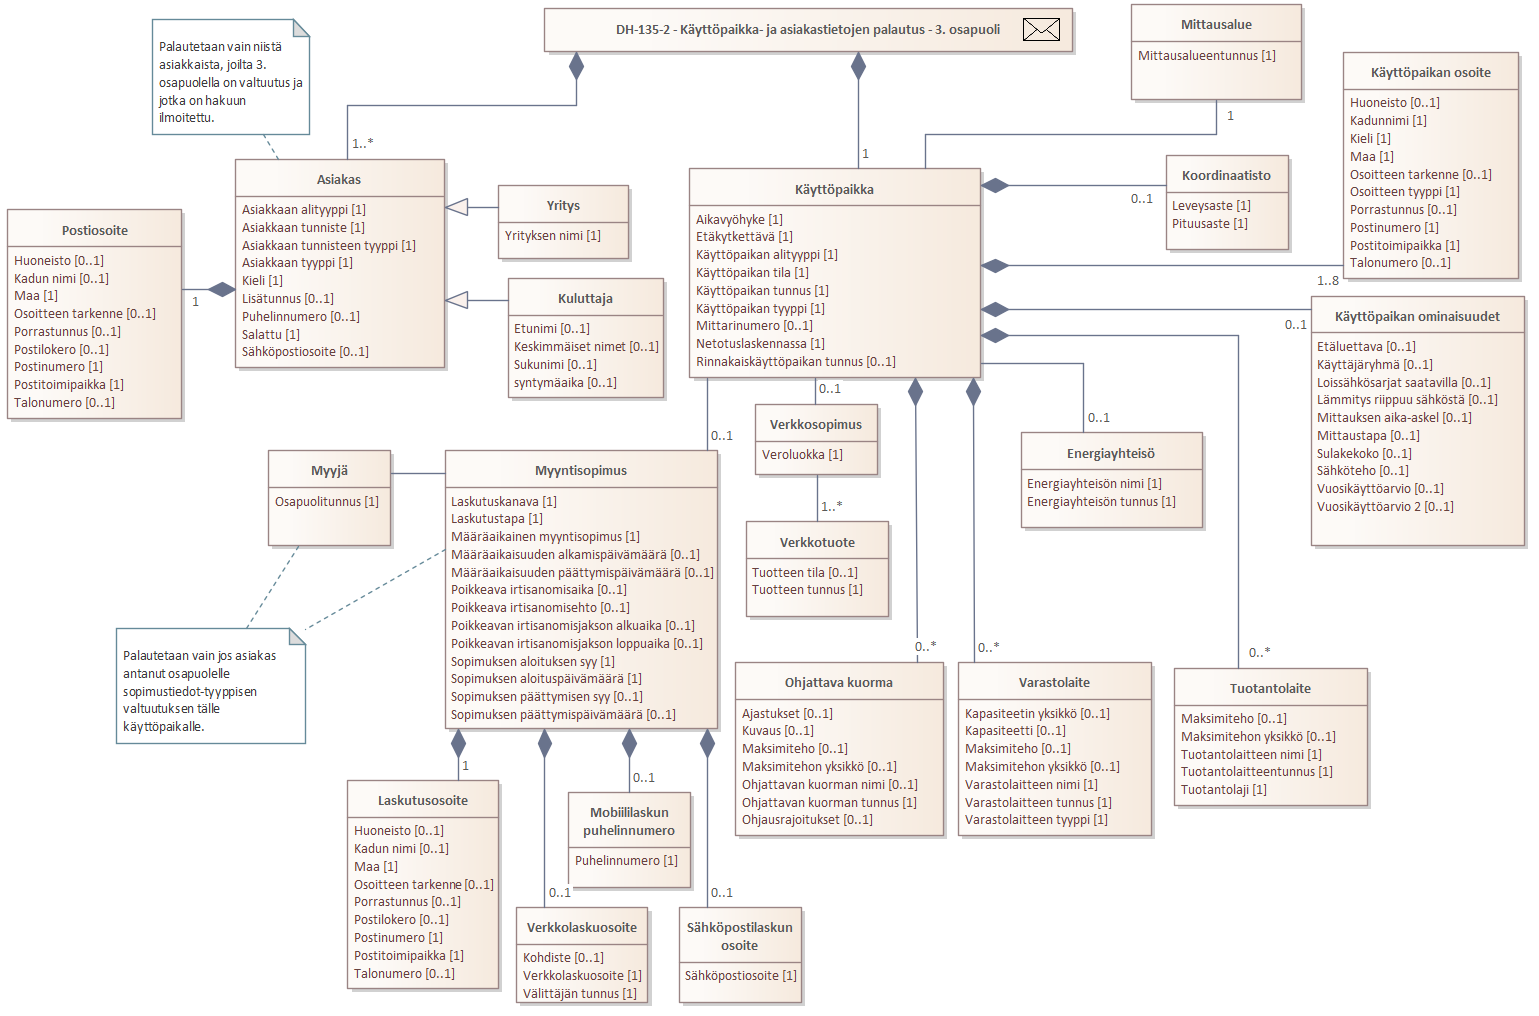 DH-135-2 - Käyttöpaikka- ja asiakastietojen palautus - 3. osapuoli
Palautetaan vain niistä
asiakkaista, joilta 3.
osapuolella on valtuutus ja
jotka on hakuun
ilmoitettu.
1..*
1
Mittausalue
Mittausalueentunnus [1]
1
Käyttöpaikan osoite
Huoneisto [0..1]
Kadunnimi [1]
Kieli [1]
Maa [1]
Osoitteen tarkenne [0..1]
Osoitteen tyyppi [1]
Porrastunnus [0..1]
Postinumero [1]
Postitoimipaikka [1]
Talonumero [0..1]
1..8
Koordinaatisto
Leveysaste [1]
Pituusaste [1]
0..1
Asiakas
Asiakkaan alityyppi [1]
Asiakkaan tunniste [1]
Asiakkaan tunnisteen tyyppi [1]
Asiakkaan tyyppi [1]
Kieli [1]
Lisätunnus [0..1]
Puhelinnumero [0..1]
Salattu [1]
Sähköpostiosoite [0..1]
Yritys
Yrityksen nimi [1]
Kuluttaja
Etunimi [0..1]
Keskimmäiset nimet [0..1]
Sukunimi [0..1]
syntymäaika [0..1]
Postiosoite
Huoneisto [0..1]
Kadun nimi [0..1]
Maa [1]
Osoitteen tarkenne [0..1]
Porrastunnus [0..1]
Postilokero [0..1]
Postinumero [1]
Postitoimipaikka [1]
Talonumero [0..1]
1
Käyttöpaikka
Aikavyöhyke [1]
Etäkytkettävä [1]
Käyttöpaikan alityyppi [1]
Käyttöpaikan tila [1]
Käyttöpaikan tunnus [1]
Käyttöpaikan tyyppi [1]
Mittarinumero [0..1]
Netotuslaskennassa [1]
Rinnakaiskäyttöpaikan tunnus [0..1]
Käyttöpaikan ominaisuudet
Etäluettava [0..1]
Käyttäjäryhmä [0..1]
Loissähkösarjat saatavilla [0..1]
Lämmitys riippuu sähköstä [0..1]
Mittauksen aika-askel [0..1]
Mittaustapa [0..1]
Sulakekoko [0..1]
Sähköteho [0..1]
Vuosikäyttöarvio [0..1]
Vuosikäyttöarvio 2 [0..1]
0..1
0..1
Verkkosopimus
Veroluokka [1]
1..*
Verkkotuote
Tuotteen tila [0..1]
Tuotteen tunnus [1]
0..1
Energiayhteisö
Energiayhteisön nimi [1]
Energiayhteisön tunnus [1]
0..1
Myyjä
Osapuolitunnus [1]
Myyntisopimus
Laskutuskanava [1]
Laskutustapa [1]
Määräaikainen myyntisopimus [1]
Määräaikaisuuden alkamispäivämäärä [0..1]
Määräaikaisuuden päättymispäivämäärä [0..1]
Poikkeava irtisanomisaika [0..1]
Poikkeava irtisanomisehto [0..1]
Poikkeavan irtisanomisjakson alkuaika [0..1]
Poikkeavan irtisanomisjakson loppuaika [0..1]
Sopimuksen aloituksen syy [1]
Sopimuksen aloituspäivämäärä [1]
Sopimuksen päättymisen syy [0..1]
Sopimuksen päättymispäivämäärä [0..1]
Palautetaan vain jos asiakas
antanut osapuolelle
sopimustiedot-tyyppisen
valtuutuksen tälle
käyttöpaikalle.
0..*
Ohjattava kuorma
Ajastukset [0..1]
Kuvaus [0..1]
Maksimiteho [0..1]
Maksimitehon yksikkö [0..1]
Ohjattavan kuorman nimi [0..1]
Ohjattavan kuorman tunnus [1]
Ohjausrajoitukset [0..1]
0..*
Varastolaite
Kapasiteetin yksikkö [0..1]
Kapasiteetti [0..1]
Maksimiteho [0..1]
Maksimitehon yksikkö [0..1]
Varastolaitteen nimi [1]
Varastolaitteen tunnus [1]
Varastolaitteen tyyppi [1]
0..*
Tuotantolaite
Maksimiteho [0..1]
Maksimitehon yksikkö [0..1]
Tuotantolaitteen nimi [1]
Tuotantolaitteentunnus [1]
Tuotantolaji [1]
1
Laskutusosoite
Huoneisto [0..1]
Kadun nimi [0..1]
Maa [1]
Osoitteen tarkenne [0..1]
Porrastunnus [0..1]
Postilokero [0..1]
Postinumero [1]
Postitoimipaikka [1]
Talonumero [0..1]
0..1
Mobiililaskun
puhelinnumero
Puhelinnumero [1]
0..1
Verkkolaskuosoite
Kohdiste [0..1]
Verkkolaskuosoite [1]
Välittäjän tunnus [1]
0..1
Sähköpostilaskun
osoite
Sähköpostiosoite [1]